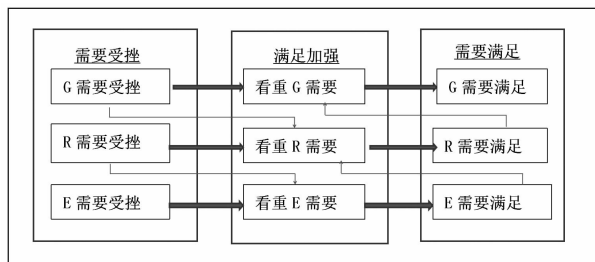 需要受挫
满足加强
需要满足
G 需要受挫
看重 G 需要
G 需要满足
R 需要受挫
看重 R 需要
R 需要满足
E 需要受挫
看重 E 需要
E 需要满足